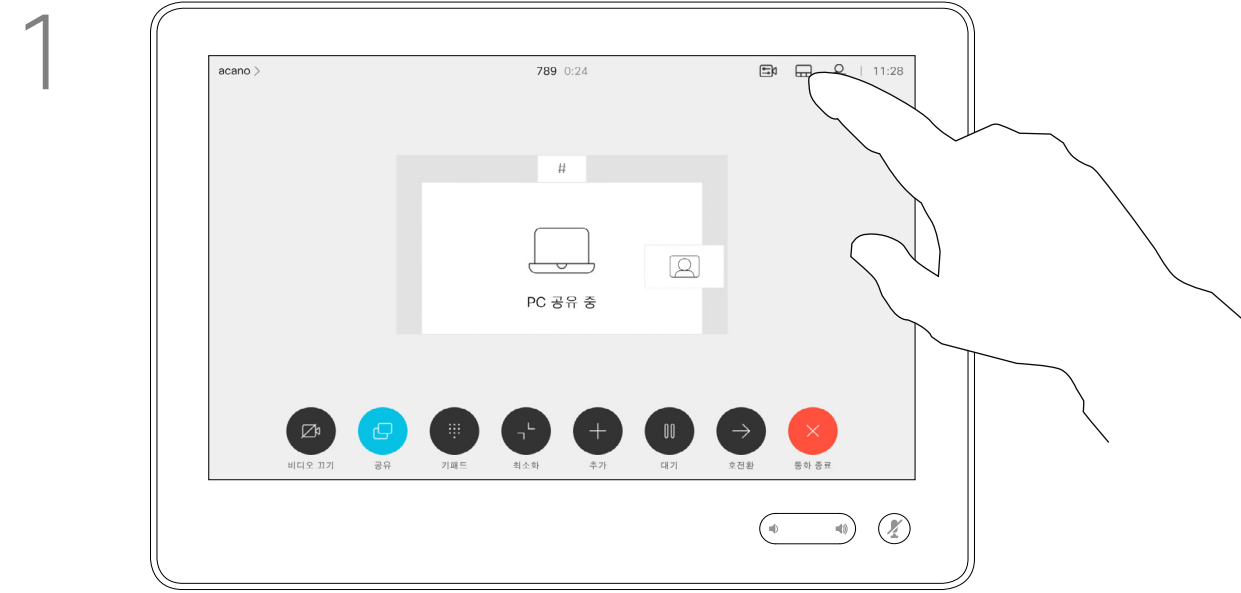 1
acano >
789 0:24
11:28
#
PC 공유 중
비디오 끄기
공유
키패드
최소화
추가
대기
호전환
통화 종료